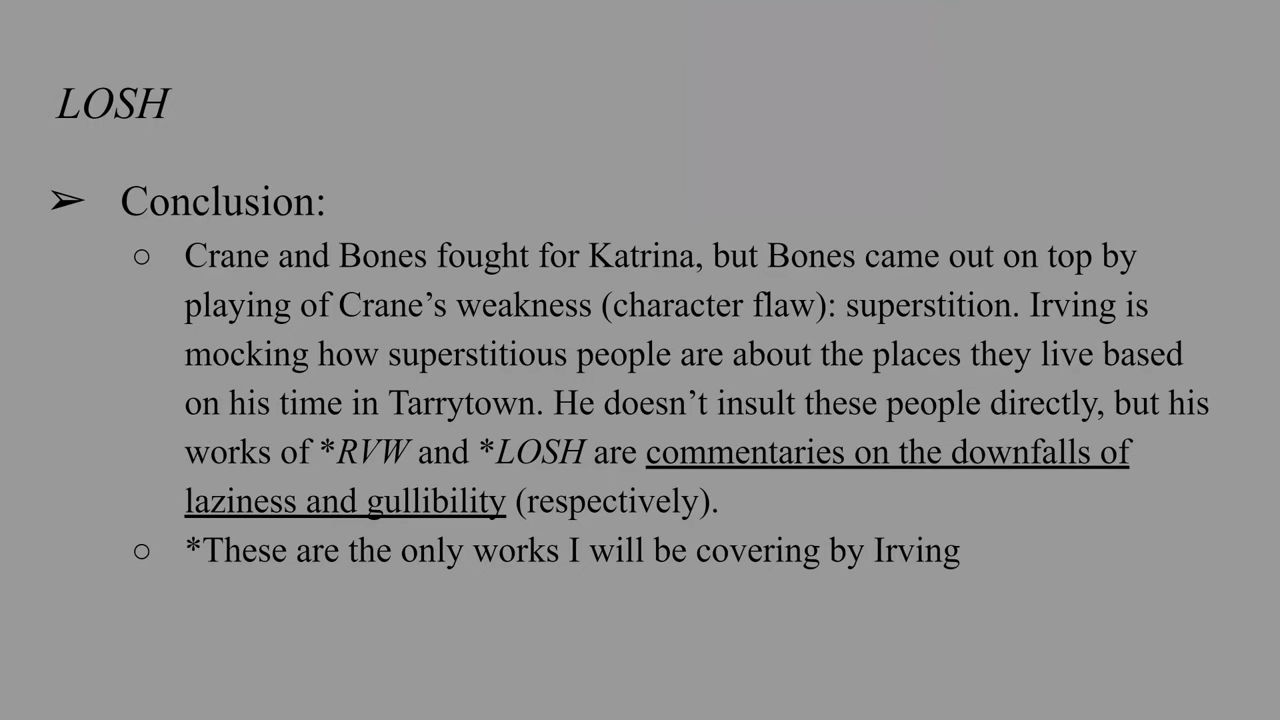 LOSH
➢ Conclusion:
○ Crane and Bones fought for Katrina, but Bones came out on top by
playing of Crane’s weakness (character flaw): superstition. Irving is
mocking how superstitious people are about the places they live based
on his time in Tarrytown. He doesn’t insult these people directly, but his
works of *RVW and *LOSH are commentaries on the downfalls of
laziness and gullibility (respectively).
○ *These are the only works I will be covering by Irving